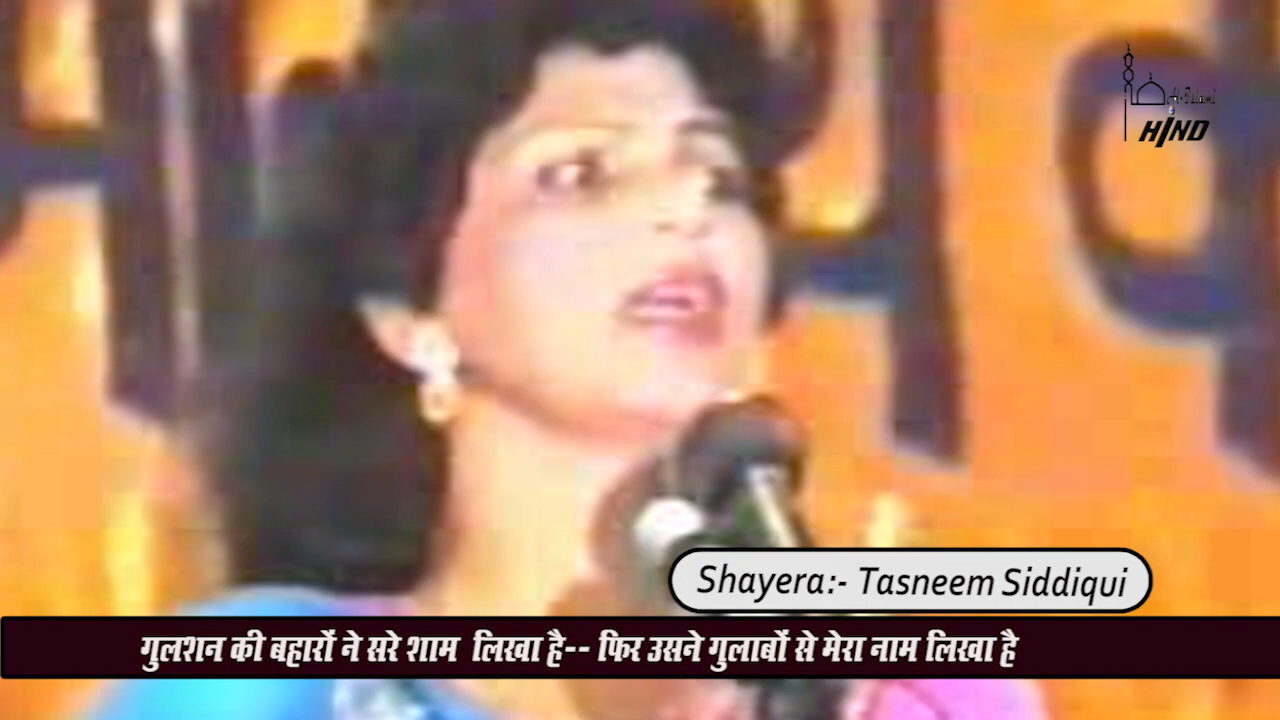 HIND
Shayera:- Tasneem Siddiqui
गुलशन की बहारों ने सरे शाम लिखा है-- फिर उसने गुलाबों से मेरा नाम लिखा है